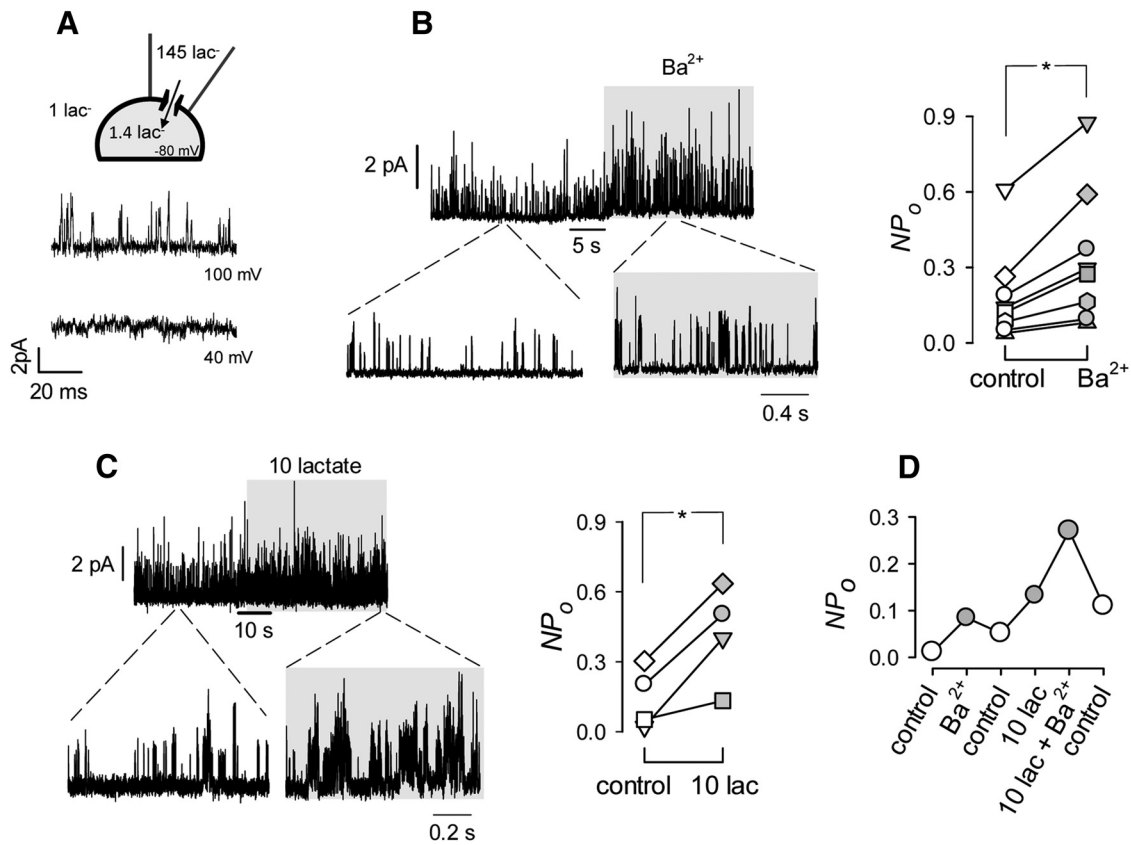 A
145 lac⁻
1 lac⁻
1.4 lac⁻
-80 mV
100 mV
40 mV
2pA
20 ms
B
Ba²⁺
2 pA
5 s
0.4 s
*
0.9
0.6
0.3
0.0
NPo
control
Ba²⁺
C
10 lactate
2 pA
10 s
0.2 s
*
0.9
0.6
0.3
0.0
NPo
control
10 lac
D
0.3
0.2
0.1
0.0
NPo
control
Ba²⁺
control
10 lac
10 lac + Ba²⁺
control